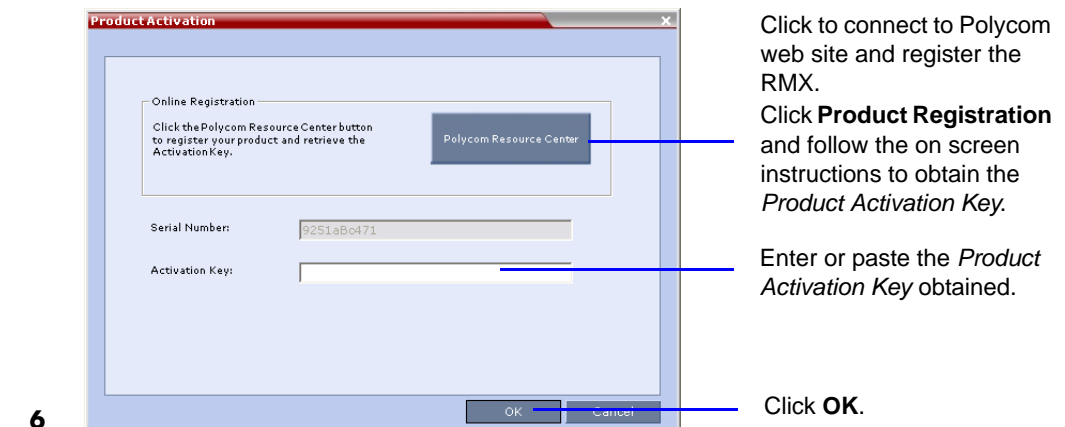 Product Activation
x
Online Registration
Click the Polycom Resource Center button
to register your product and retrieve the
Activation Key.
Polycom Resource Center
Serial Number:
9251aBc471
Activation Key:
OK
Cancel
6
Click to connect to Polycom
web site and register the
RMX.
Click Product Registration
and follow the on screen
instructions to obtain the
Product Activation Key.
Enter or paste the Product
Activation Key obtained.
Click OK.